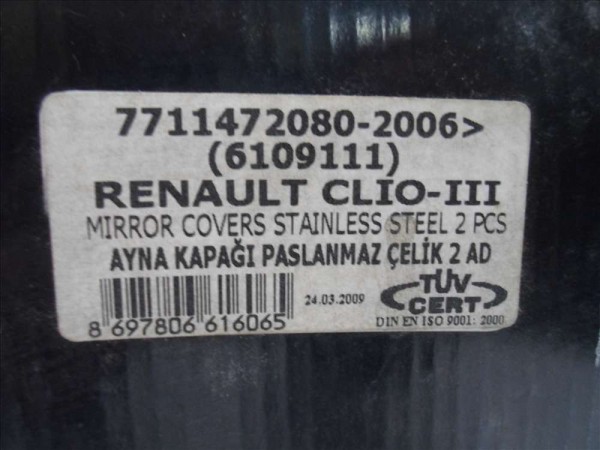 7711472080-2006>
(6109111)
RENAULT CLIO-III
MIRROR COVERS STAINLESS STEEL 2 PCS
AYNA KAPAĞI PASLANMAZ ÇELİK 2 AD
24.03.2009
TÜV
CERT
8 697806 616065
DIN EN ISO 9001: 2000